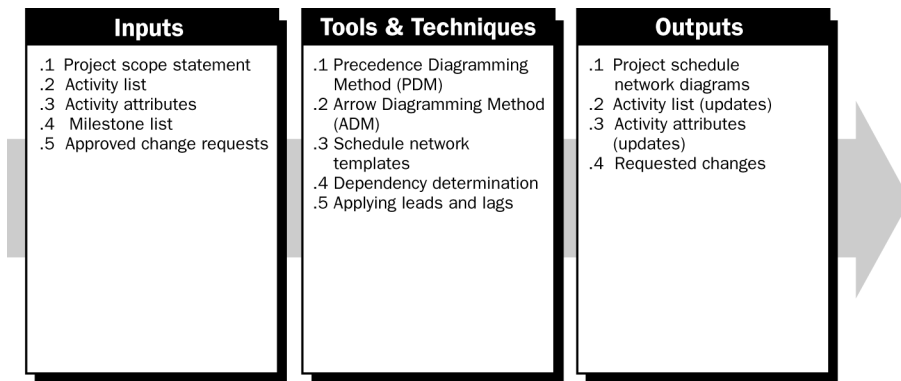 Inputs
.1 Project scope statement
.2 Activity list
.3 Activity attributes
.4 Milestone list
.5 Approved change requests
Tools & Techniques
.1 Precedence Diagramming
Method (PDM)
.2 Arrow Diagramming Method
(ADM)
.3 Schedule network
templates
.4 Dependency determination
.5 Applying leads and lags
Outputs
.1 Project schedule
network diagrams
.2 Activity list (updates)
.3 Activity attributes
(updates)
.4 Requested changes